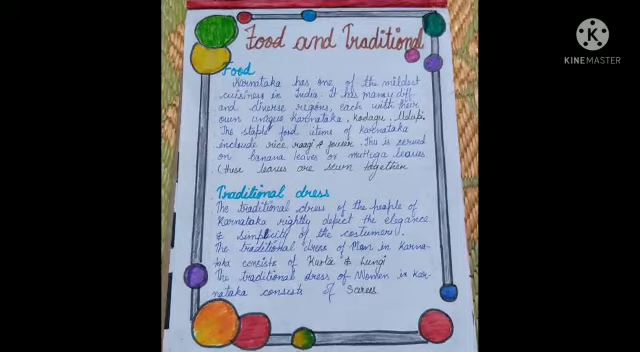 Food and Traditional
Food
Karnataka has one of the mildest
cuisines in India. It has many diff
and diverse regions, each with their
own unique Karnataka, Kodagu, Udupi.
The staple food items of Karnataka
include rice, raagi & jowar. This is served
on banana leaves or muttuga leaves
(these leaves are sewn together
Traditional dress
The traditional dress of the people of
Karnataka rightly depict the elegance
& simplicity of the costumer).
The traditional dress of Man in Karna-
taka consists of Kurta & Lungi
The traditional dress of Women in Kar-
nataka consists of Sarees
KINEMASTER